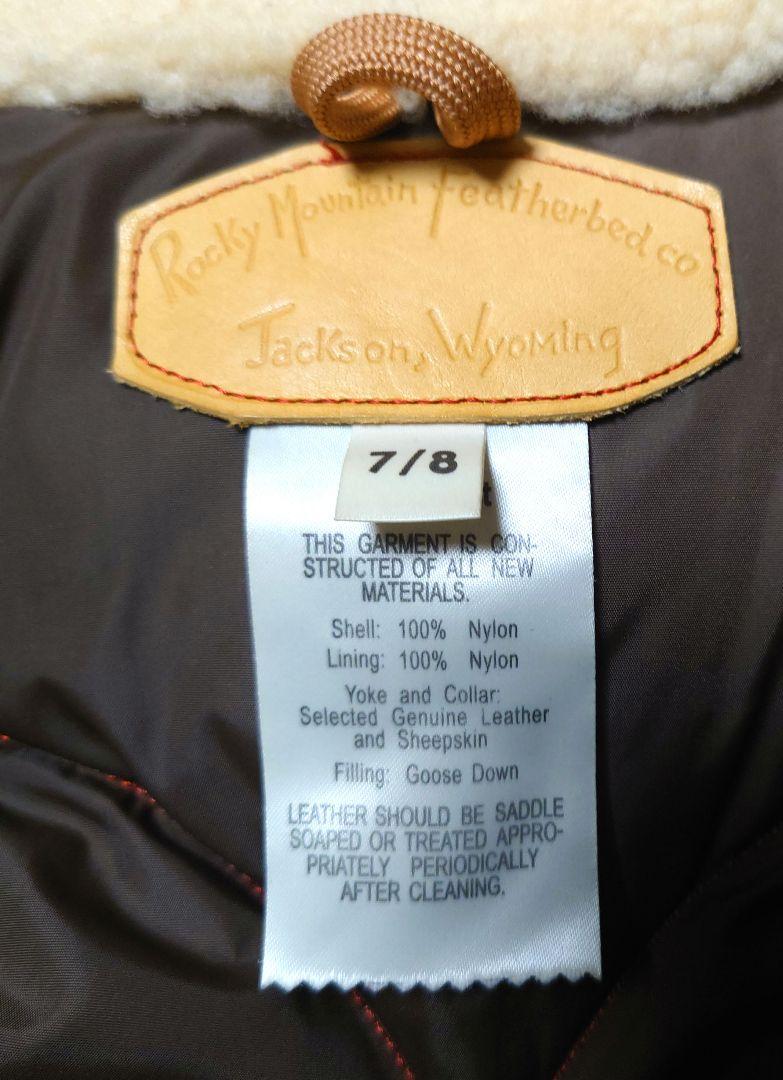 Rocky Mountain Featherbed co
Jackson, Wyoming
7/8
t
THIS GARMENT IS CON-
STRUCTED OF ALL NEW
MATERIALS.
Shell: 100% Nylon
Lining: 100% Nylon
Yoke and Collar:
Selected Genuine Leather
and Sheepskin
Filling: Goose Down
LEATHER SHOULD BE SADDLE
SOAPED OR TREATED APPRO-
PRIATELY PERIODICALLY
AFTER CLEANING.